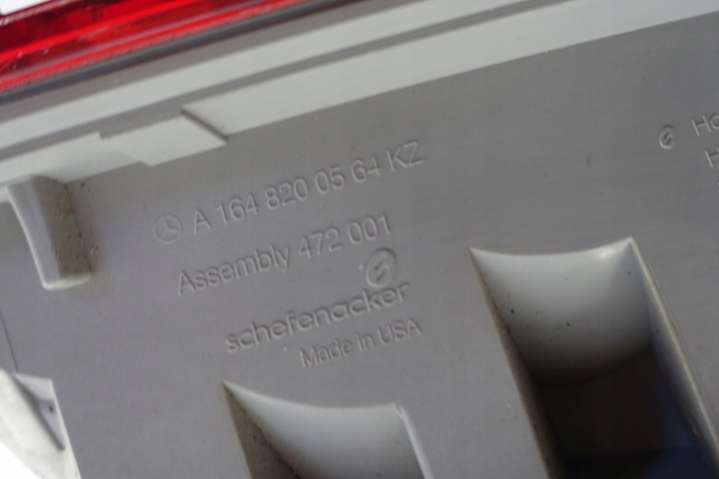 A 164 820 05 64 KZ
Assembly 472 001
schefenacker
Made in USA